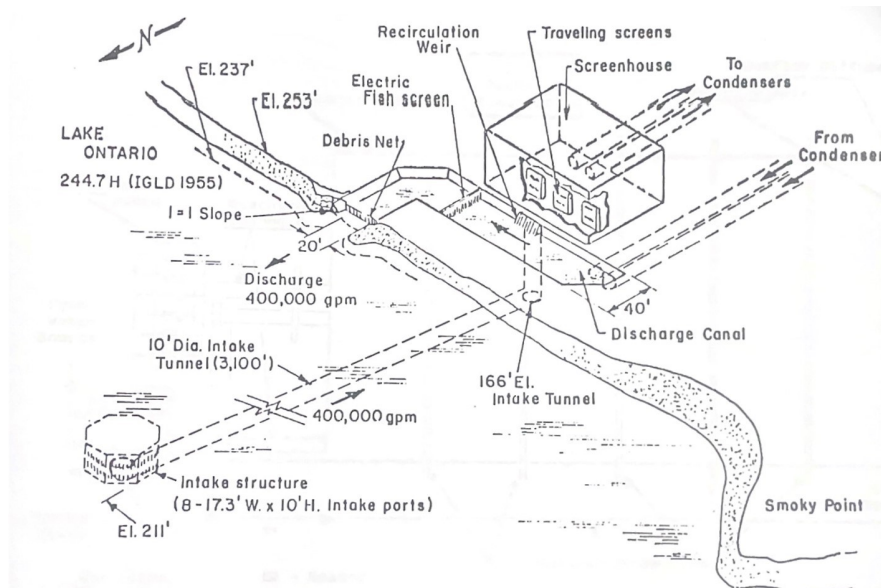 N
El. 237'
El. 253'
LAKE
ONTARIO
244.7 H (IGLD 1955)
1=1 Slope
20'
Discharge
400,000 gpm
Debris Net
Electric
Fish screen
Recirculation
Weir
Traveling screens
Screenhouse
To
Condensers
From
Condenser
40'
Discharge Canal
10' Dia. Intake
Tunnel (3,100')
400,000 gpm
166' El.
Intake Tunnel
Intake structure
(8-17.3' W. x 10' H. Intake ports)
El. 211'
Smoky Point